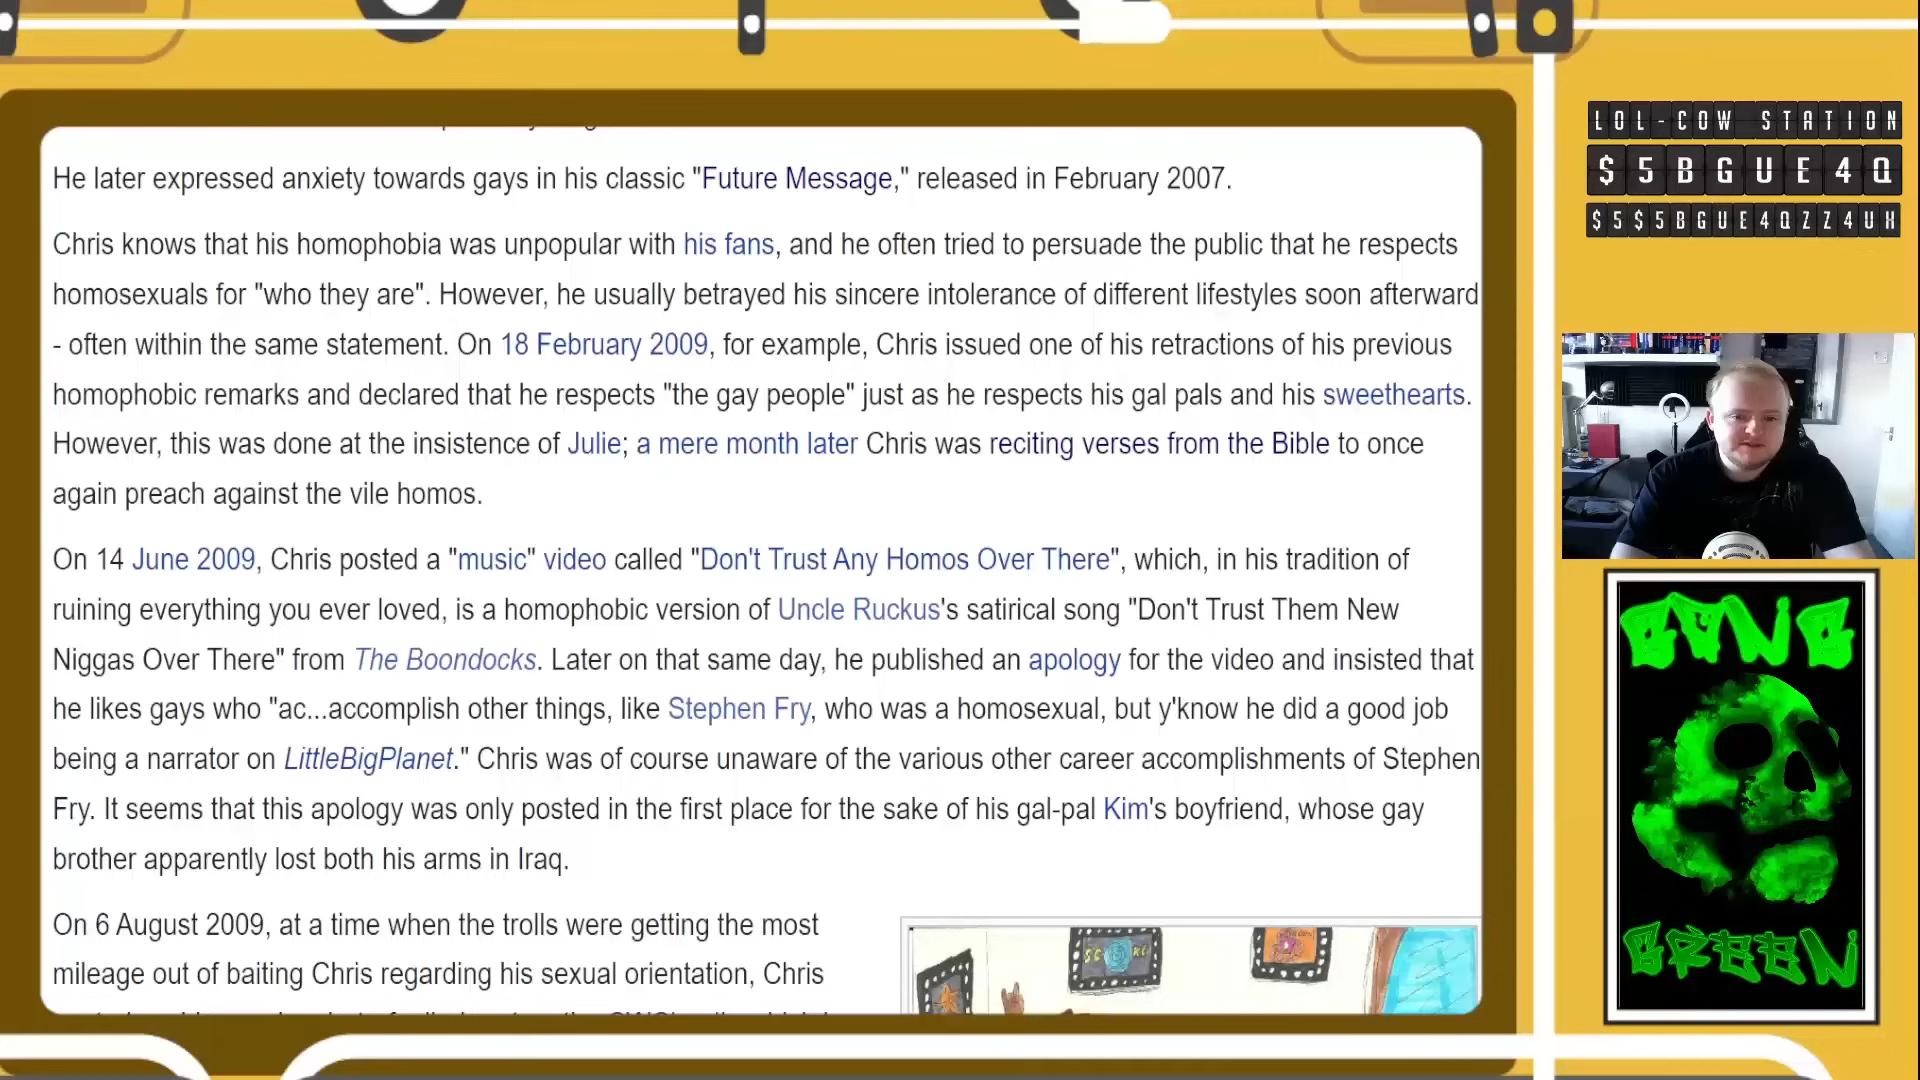 He later expressed anxiety towards gays in his classic "Future Message," released in February 2007.
Chris knows that his homophobia was unpopular with his fans, and he often tried to persuade the public that he respects
homosexuals for "who they are". However, he usually betrayed his sincere intolerance of different lifestyles soon afterward
- often within the same statement. On 18 February 2009, for example, Chris issued one of his retractions of his previous
homophobic remarks and declared that he respects "the gay people" just as he respects his gal pals and his sweethearts.
However, this was done at the insistence of Julie; a mere month later Chris was reciting verses from the Bible to once
again preach against the vile homos.
On 14 June 2009, Chris posted a "music" video called "Don't Trust Any Homos Over There", which, in his tradition of
ruining everything you ever loved, is a homophobic version of Uncle Ruckus's satirical song "Don't Trust Them New
Niggas Over There" from The Boondocks. Later on that same day, he published an apology for the video and insisted that
he likes gays who "ac...accomplish other things, like Stephen Fry, who was a homosexual, but y'know he did a good job
being a narrator on LittleBigPlanet." Chris was of course unaware of the various other career accomplishments of Stephen
Fry. It seems that this apology was only posted in the first place for the sake of his gal-pal Kim's boyfriend, whose gay
brother apparently lost both his arms in Iraq.
On 6 August 2009, at a time when the trolls were getting the most
mileage out of baiting Chris regarding his sexual orientation, Chris
LOL-COW STATION
$5BGUE4Q
$5$5BGUE4QZZ4UX
GONG
GREEN